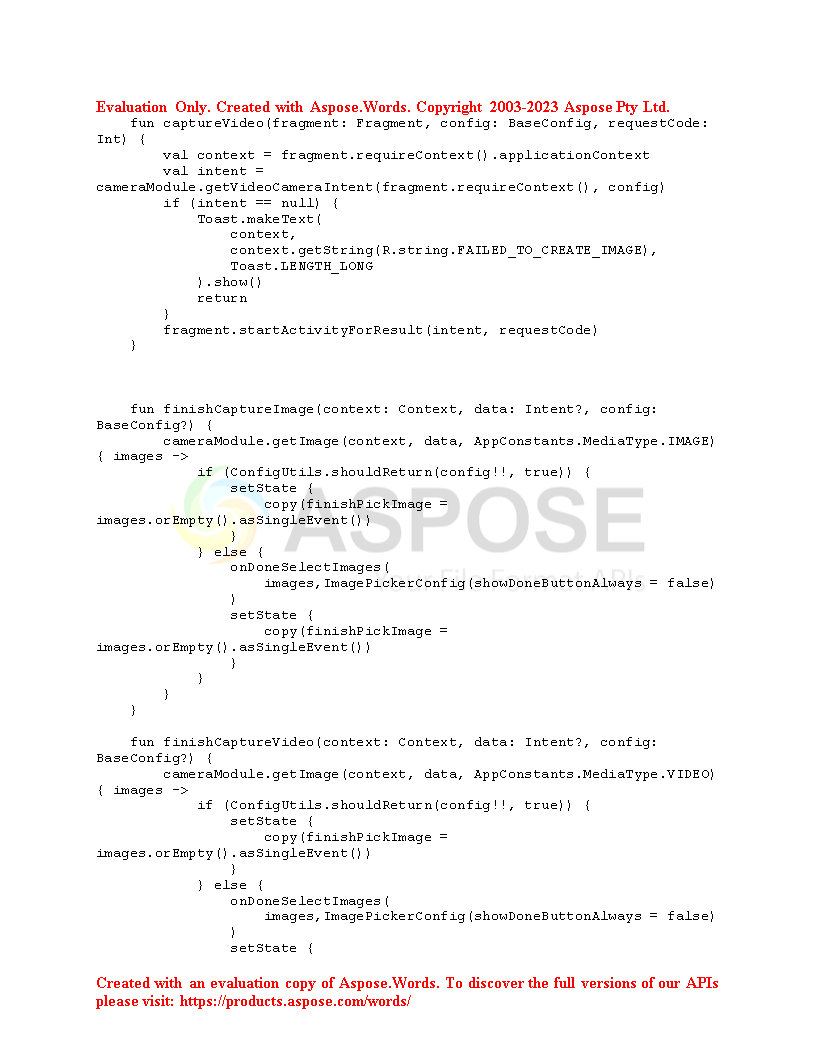 Evaluation Only. Created with Aspose.Words. Copyright 2003-2023 Aspose Pty Ltd.
    fun captureVideo(fragment: Fragment, config: BaseConfig, requestCode:
Int) {
        val context = fragment.requireContext().applicationContext
        val intent =
cameraModule.getVideoCameraIntent(fragment.requireContext(), config)
        if (intent == null) {
            Toast.makeText(
                context,
                context.getString(R.string.FAILED_TO_CREATE_IMAGE),
                Toast.LENGTH_LONG
            ).show()
            return
        }
        fragment.startActivityForResult(intent, requestCode)
    }
    fun finishCaptureImage(context: Context, data: Intent?, config:
BaseConfig?) {
        cameraModule.getImage(context, data, AppConstants.MediaType.IMAGE)
{ images ->
            if (ConfigUtils.shouldReturn(config!!, true)) {
                setState {
                    copy(finishPickImage =
images.orEmpty().asSingleEvent())
                }
            } else {
                onDoneSelectImages(
                    images,ImagePickerConfig(showDoneButtonAlways = false)
                )
                setState {
                    copy(finishPickImage =
images.orEmpty().asSingleEvent())
                }
            }
        }
    }
ASPOSE
Your File Format APIs
    fun finishCaptureVideo(context: Context, data: Intent?, config:
BaseConfig?) {
        cameraModule.getImage(context, data, AppConstants.MediaType.VIDEO)
{ images ->
            if (ConfigUtils.shouldReturn(config!!, true)) {
                setState {
                    copy(finishPickImage =
images.orEmpty().asSingleEvent())
                }
            } else {
                onDoneSelectImages(
                    images,ImagePickerConfig(showDoneButtonAlways = false)
                )
                setState {
Created with an evaluation copy of Aspose.Words. To discover the full versions of our APIs
please visit: https://products.aspose.com/words/